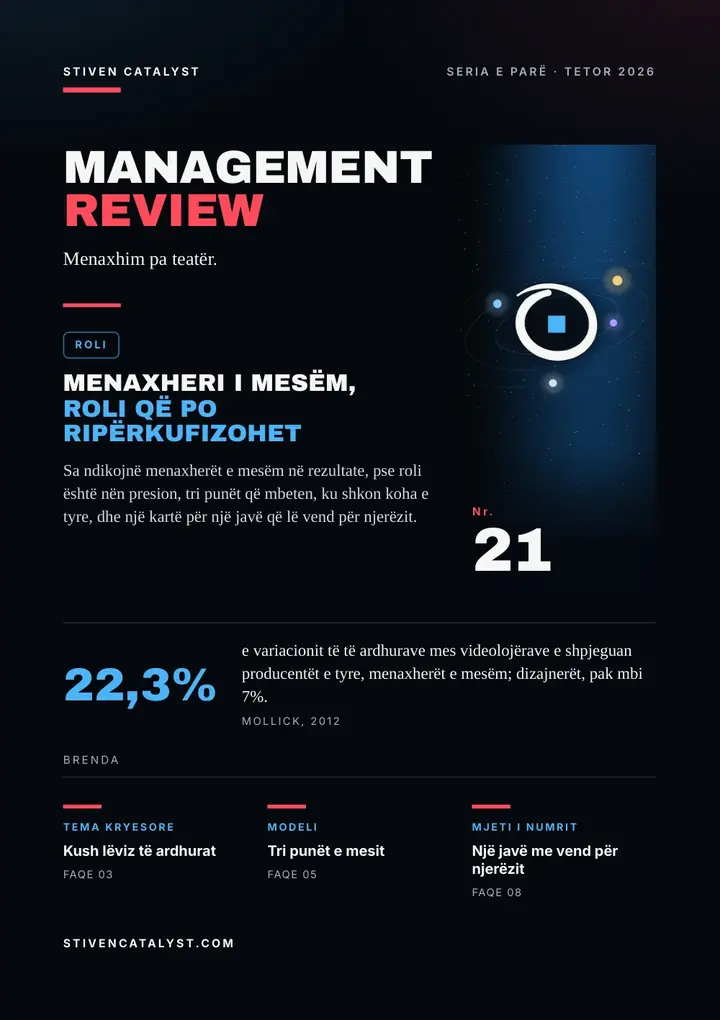 STIVEN CATALYST
SERIA E PARË · TETOR 2026
MANAGEMENT
REVIEW
Menaxhim pa teatër.
ROLI
MENAXHERI I MESËM,
ROLI QË PO
RIPËRKUFIZOHET
Sa ndikojnë menaxherët e mesëm në rezultate, pse roli
është nën presion, tri punët që mbeten, ku shkon koha e
tyre, dhe një kartë për një javë që lë vend për njerëzit.
Nr.
21
22,3%
e variacionit të të ardhurave mes videolojërave e shpjeguan
producentët e tyre, menaxherët e mesëm; dizajnerët, pak mbi
7%.
MOLLICK, 2012
BRENDA
TEMA KRYESORE
Kush lëviz të ardhurat
FAQE 03
MODELI
Tri punët e mesit
FAQE 05
MJETI I NUMRIT
Një javë me vend për
njerëzit
FAQE 08
STIVENCATALYST.COM